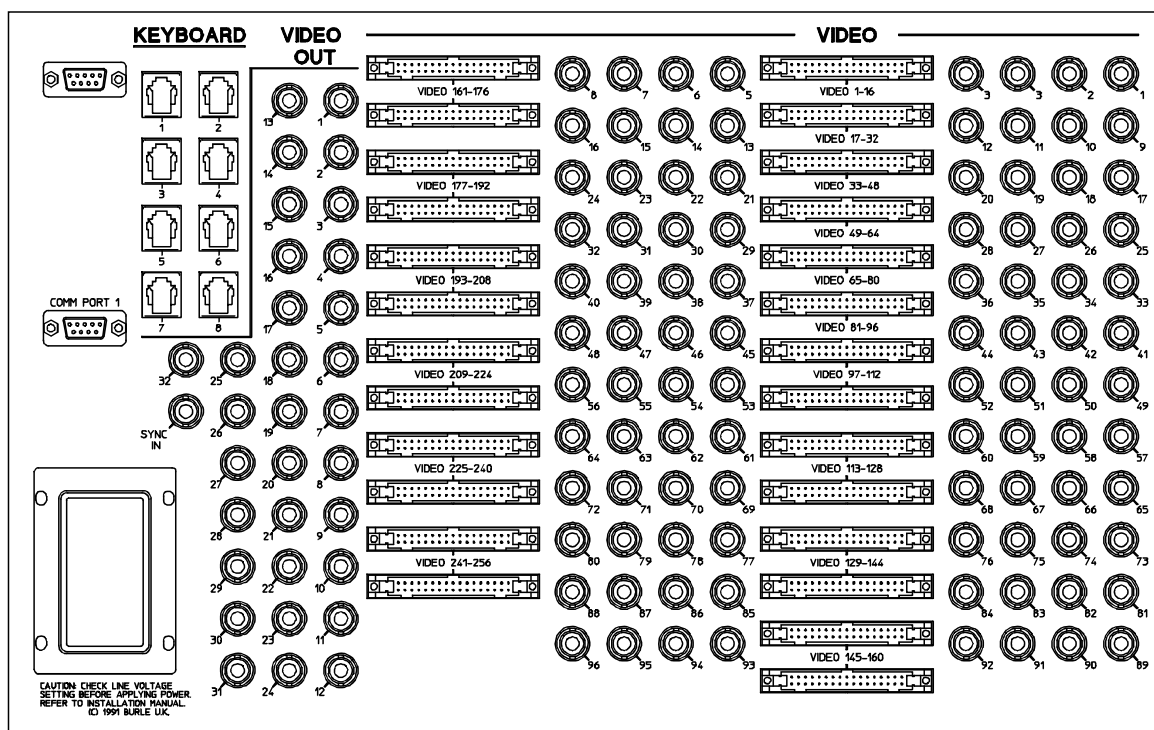 KEYBOARD VIDEO OUT VIDEO
VIDEO 161-176 8 7 6 5 VIDEO 1-16 3 3 2 1
1 2 13 1
16 15 14 13 VIDEO 17-32 12 11 10 9
14 2
VIDEO 177-192 24 23 22 21 VIDEO 33-48 20 19 18 17
3 4 15 3
32 31 30 29 VIDEO 49-64 28 27 26 25
5 6 16 4
VIDEO 193-208 40 39 38 37 VIDEO 65-80 36 35 34 33
COMM PORT 1
7 8 17 5
48 47 46 45 VIDEO 81-96 44 43 42 41
32 25 18 6
VIDEO 209-224 56 55 54 53 VIDEO 97-112 52 51 50 49
SYNC IN 26 19 7
64 63 62 61 60 59 58 57
VIDEO 225-240 VIDEO 113-128
27 20 8
72 71 70 69 68 67 66 65
28 21 9
80 79 78 77 76 75 74 73
VIDEO 241-256 VIDEO 129-144
29 22 10
88 87 86 85 84 83 82 81
30 23 11
96 95 94 93 VIDEO 145-160 92 91 90 89
31 24 12
CAUTION: CHECK LINE VOLTAGE
SETTING BEFORE APPLYING POWER.
REFER TO INSTALLATION MANUAL.
(C) 1991 BURLE U.K.